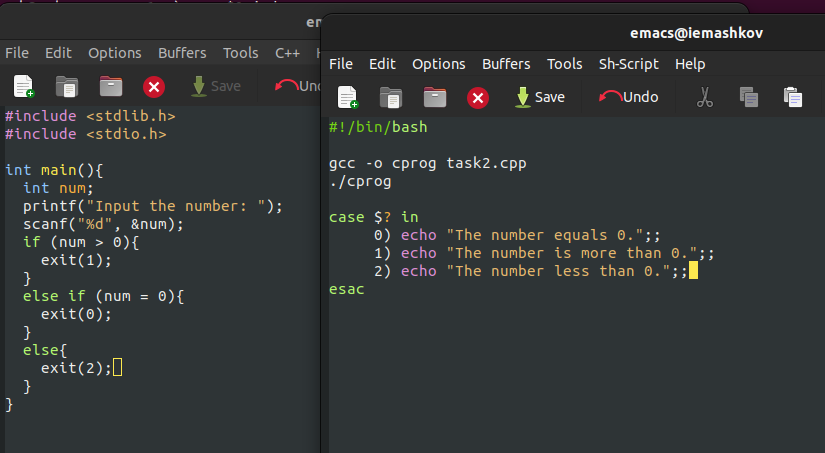 em
File Edit Options Buffers Tools C++ H
Save Undo
#include <stdlib.h>
#include <stdio.h>
int main(){
int num;
printf("Input the number: ");
scanf("%d", &num);
if (num > 0){
exit(1);
}
else if (num = 0){
exit(0);
}
else{
exit(2);
}
}
emacs@iemashkov
File Edit Options Buffers Tools Sh-Script Help
Save Undo
#!/bin/bash
gcc -o cprog task2.cpp
./cprog
case $? in
0) echo "The number equals 0.";;
1) echo "The number is more than 0.";;
2) echo "The number less than 0.";;
esac